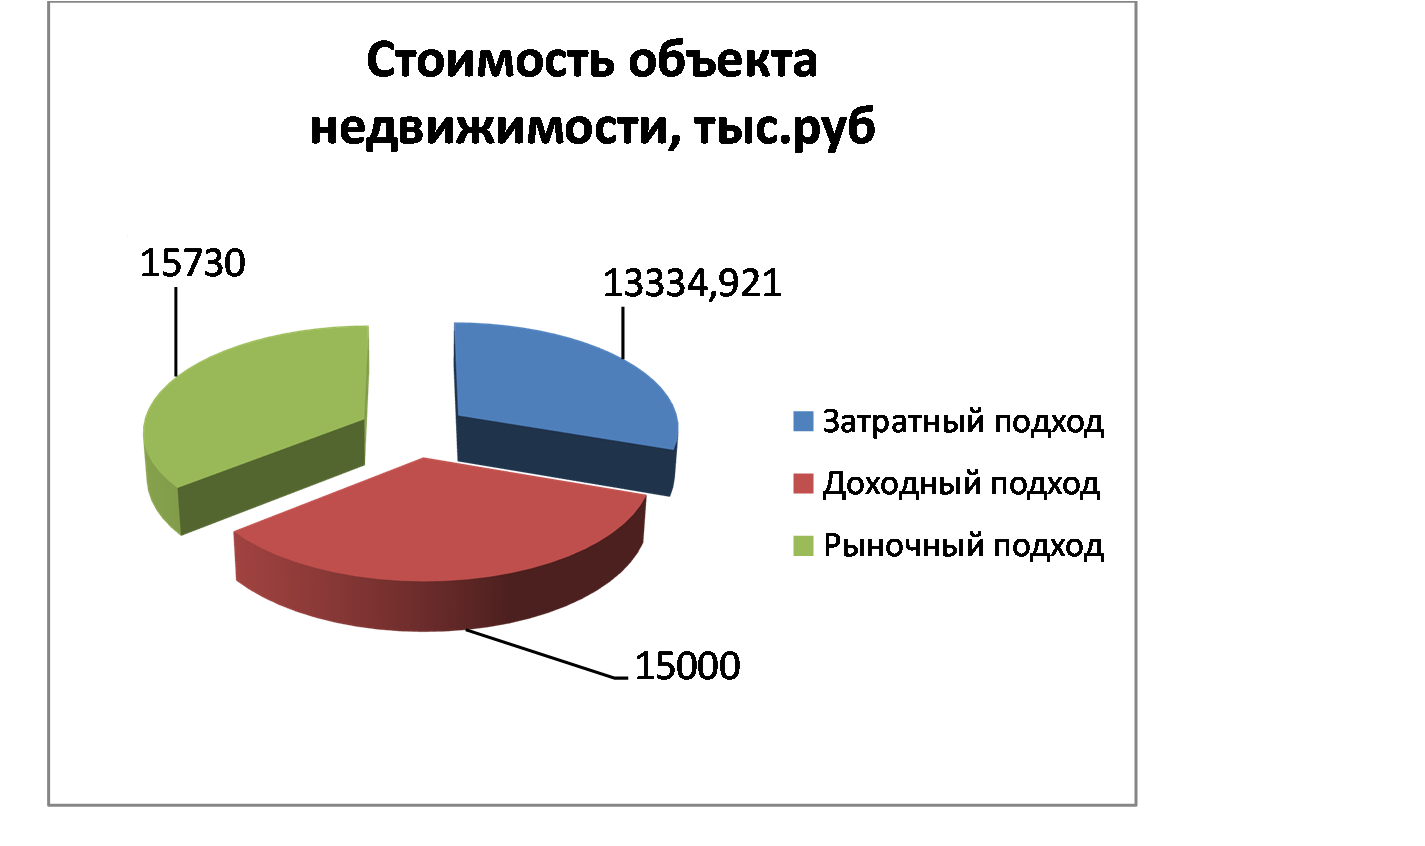 Стоимость объекта
недвижимости, тыс.руб
15730
13334,921
Затратный подход
Доходный подход
Рыночный подход
15000